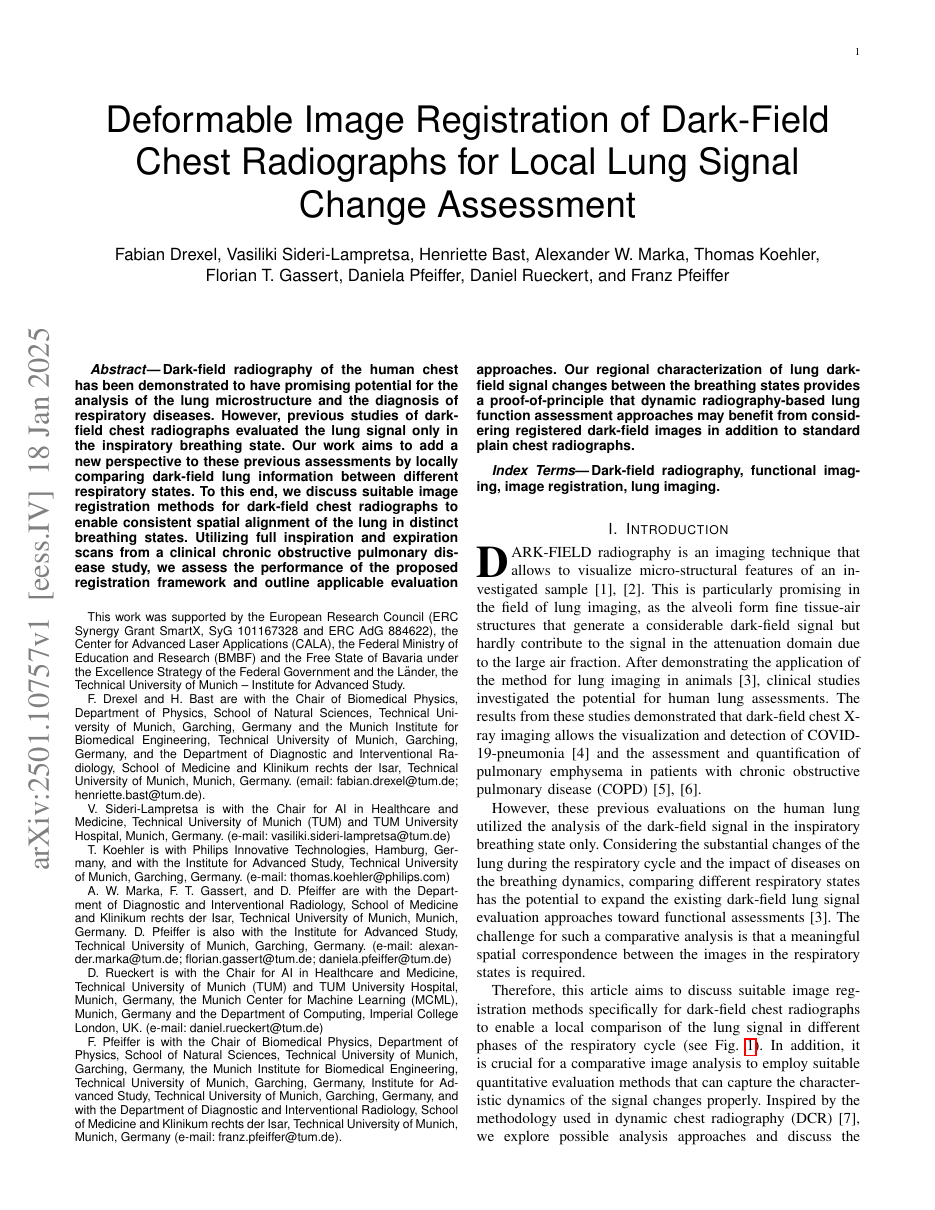 1
Deformable Image Registration of Dark-Field
Chest Radiographs for Local Lung Signal
Change Assessment
Fabian Drexel, Vasiliki Sideri-Lampretsa, Henriette Bast, Alexander W. Marka, Thomas Koehler,
Florian T. Gassert, Daniela Pfeiffer, Daniel Rueckert, and Franz Pfeiffer
arXiv:2501.10757v1 [eess.IV] 18 Jan 2025
Abstract—Dark-field radiography of the human chest
has been demonstrated to have promising potential for the
analysis of the lung microstructure and the diagnosis of
respiratory diseases. However, previous studies of dark-
field chest radiographs evaluated the lung signal only in
the inspiratory breathing state. Our work aims to add a
new perspective to these previous assessments by locally
comparing dark-field lung information between different
respiratory states. To this end, we discuss suitable image
registration methods for dark-field chest radiographs to
enable consistent spatial alignment of the lung in distinct
breathing states. Utilizing full inspiration and expiration
scans from a clinical chronic obstructive pulmonary dis-
ease study, we assess the performance of the proposed
registration framework and outline applicable evaluation
This work was supported by the European Research Council (ERC
Synergy Grant SmartX, SyG 101167328 and ERC AdG 884622), the
Center for Advanced Laser Applications (CALA), the Federal Ministry of
Education and Research (BMBF) and the Free State of Bavaria under
the Excellence Strategy of the Federal Government and the Länder, the
Technical University of Munich – Institute for Advanced Study.
F. Drexel and H. Bast are with the Chair of Biomedical Physics,
Department of Physics, School of Natural Sciences, Technical Uni-
versity of Munich, Garching, Germany and the Munich Institute for
Biomedical Engineering, Technical University of Munich, Garching,
Germany, and the Department of Diagnostic and Interventional Ra-
diology, School of Medicine and Klinikum rechts der Isar, Technical
University of Munich, Munich, Germany. (email: fabian.drexel@tum.de;
henriette.bast@tum.de).
V. Sideri-Lampretsa is with the Chair for AI in Healthcare and
Medicine, Technical University of Munich (TUM) and TUM University
Hospital, Munich, Germany. (e-mail: vasiliki.sideri-lampretsa@tum.de)
T. Koehler is with Philips Innovative Technologies, Hamburg, Ger-
many, and with the Institute for Advanced Study, Technical University
of Munich, Garching, Germany. (e-mail: thomas.koehler@philips.com)
A. W. Marka, F. T. Gassert, and D. Pfeiffer are with the Depart-
ment of Diagnostic and Interventional Radiology, School of Medicine
and Klinikum rechts der Isar, Technical University of Munich, Munich,
Germany. D. Pfeiffer is also with the Institute for Advanced Study,
Technical University of Munich, Garching, Germany. (e-mail: alexan-
der.marka@tum.de; florian.gassert@tum.de; daniela.pfeiffer@tum.de)
D. Rueckert is with the Chair for AI in Healthcare and Medicine,
Technical University of Munich (TUM) and TUM University Hospital,
Munich, Germany, the Munich Center for Machine Learning (MCML),
Munich, Germany and the Department of Computing, Imperial College
London, UK. (e-mail: daniel.rueckert@tum.de)
F. Pfeiffer is with the Chair of Biomedical Physics, Department of
Physics, School of Natural Sciences, Technical University of Munich,
Garching, Germany, the Munich Institute for Biomedical Engineering,
Technical University of Munich, Garching, Germany, Institute for Ad-
vanced Study, Technical University of Munich, Garching, Germany, and
with the Department of Diagnostic and Interventional Radiology, School
of Medicine and Klinikum rechts der Isar, Technical University of Munich,
Munich, Germany (e-mail: franz.pfeiffer@tum.de).
approaches. Our regional characterization of lung dark-
field signal changes between the breathing states provides
a proof-of-principle that dynamic radiography-based lung
function assessment approaches may benefit from consid-
ering registered dark-field images in addition to standard
plain chest radiographs.
Index Terms—Dark-field radiography, functional imag-
ing, image registration, lung imaging.
I. INTRODUCTION
DARK-FIELD radiography is an imaging technique that
allows to visualize micro-structural features of an in-
vestigated sample [1], [2]. This is particularly promising in
the field of lung imaging, as the alveoli form fine tissue-air
structures that generate a considerable dark-field signal but
hardly contribute to the signal in the attenuation domain due
to the large air fraction. After demonstrating the application of
the method for lung imaging in animals [3], clinical studies
investigated the potential for human lung assessments. The
results from these studies demonstrated that dark-field chest X-
ray imaging allows the visualization and detection of COVID-
19-pneumonia [4] and the assessment and quantification of
pulmonary emphysema in patients with chronic obstructive
pulmonary disease (COPD) [5], [6].
However, these previous evaluations on the human lung
utilized the analysis of the dark-field signal in the inspiratory
breathing state only. Considering the substantial changes of the
lung during the respiratory cycle and the impact of diseases on
the breathing dynamics, comparing different respiratory states
has the potential to expand the existing dark-field lung signal
evaluation approaches toward functional assessments [3]. The
challenge for such a comparative analysis is that a meaningful
spatial correspondence between the images in the respiratory
states is required.
Therefore, this article aims to discuss suitable image reg-
istration methods specifically for dark-field chest radiographs
to enable a local comparison of the lung signal in different
phases of the respiratory cycle (see Fig. 1). In addition, it
is crucial for a comparative image analysis to employ suitable
quantitative evaluation methods that can capture the character-
istic dynamics of the signal changes properly. Inspired by the
methodology used in dynamic chest radiography (DCR) [7],
we explore possible analysis approaches and discuss the